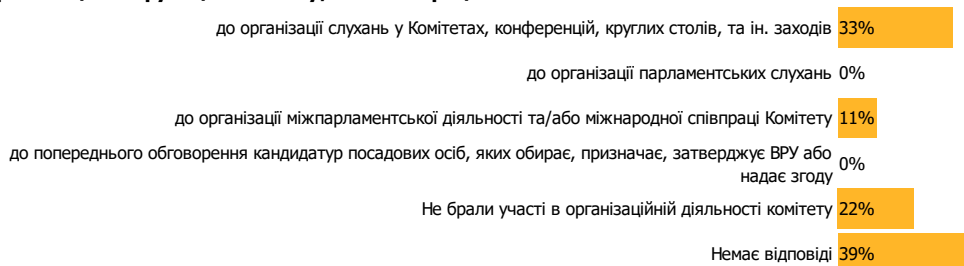 до організації слухань у Комітетах, конференцій, круглих столів, та ін. заходів 33%
до організації парламентських слухань 0%
до організації міжпарламентської діяльності та/або міжнародної співпраці Комітету 11%
до попереднього обговорення кандидатур посадових осіб, яких обирає, призначає, затверджує ВРУ або
надає згоду 0%
Не брали участі в організаційній діяльності комітету 22%
Немає відповіді 39%